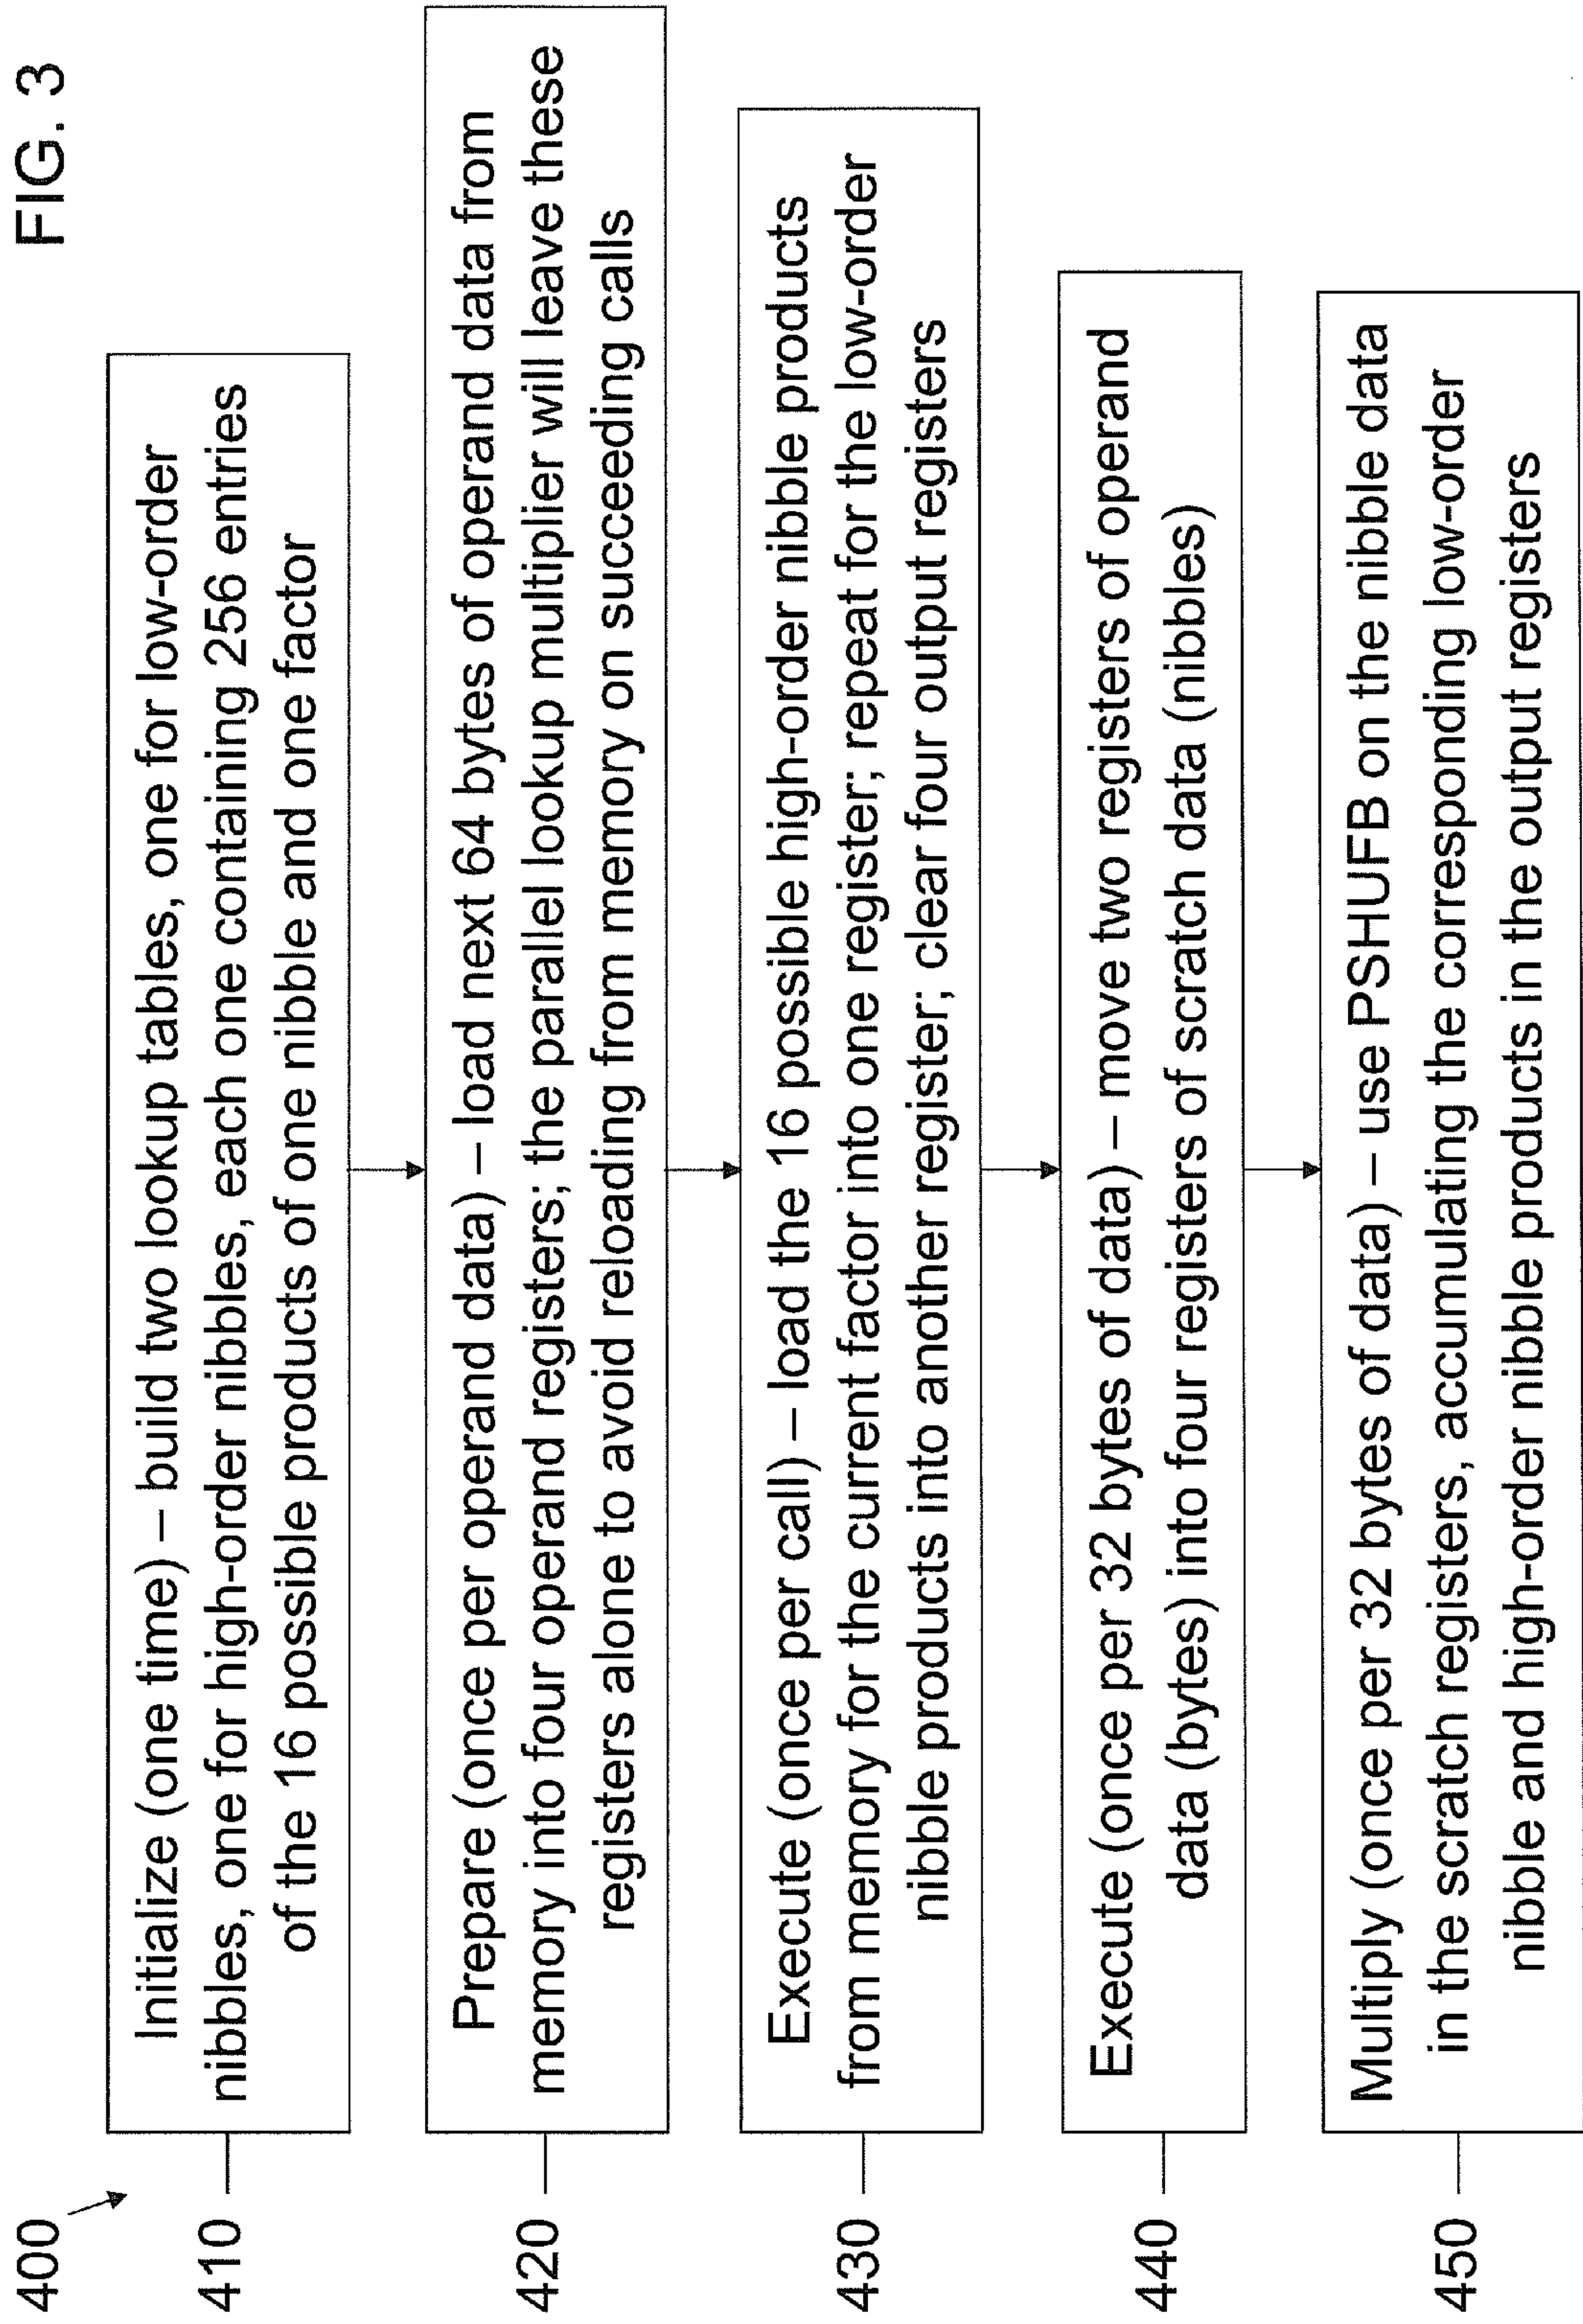 FIG. 3
400
410
Initialize (one time) – build two lookup tables, one for low-order
nibbles, one for high-order nibbles, each one containing 256 entries
of the 16 possible products of one nibble and one factor
420
Prepare (once per operand data) – load next 64 bytes of operand data from
memory into four operand registers; the parallel lookup multiplier will leave these
registers alone to avoid reloading from memory on succeeding calls
430
Execute (once per call) – load the 16 possible high-order nibble products
from memory for the current factor into one register; repeat for the low-order
nibble products into another register; clear four output registers
440
Execute (once per 32 bytes of data) – move two registers of operand
data (bytes) into four registers of scratch data (nibbles)
450
Multiply (once per 32 bytes of data) – use PSHUFB on the nibble data
in the scratch registers, accumulating the corresponding low-order
nibble and high-order nibble products in the output registers